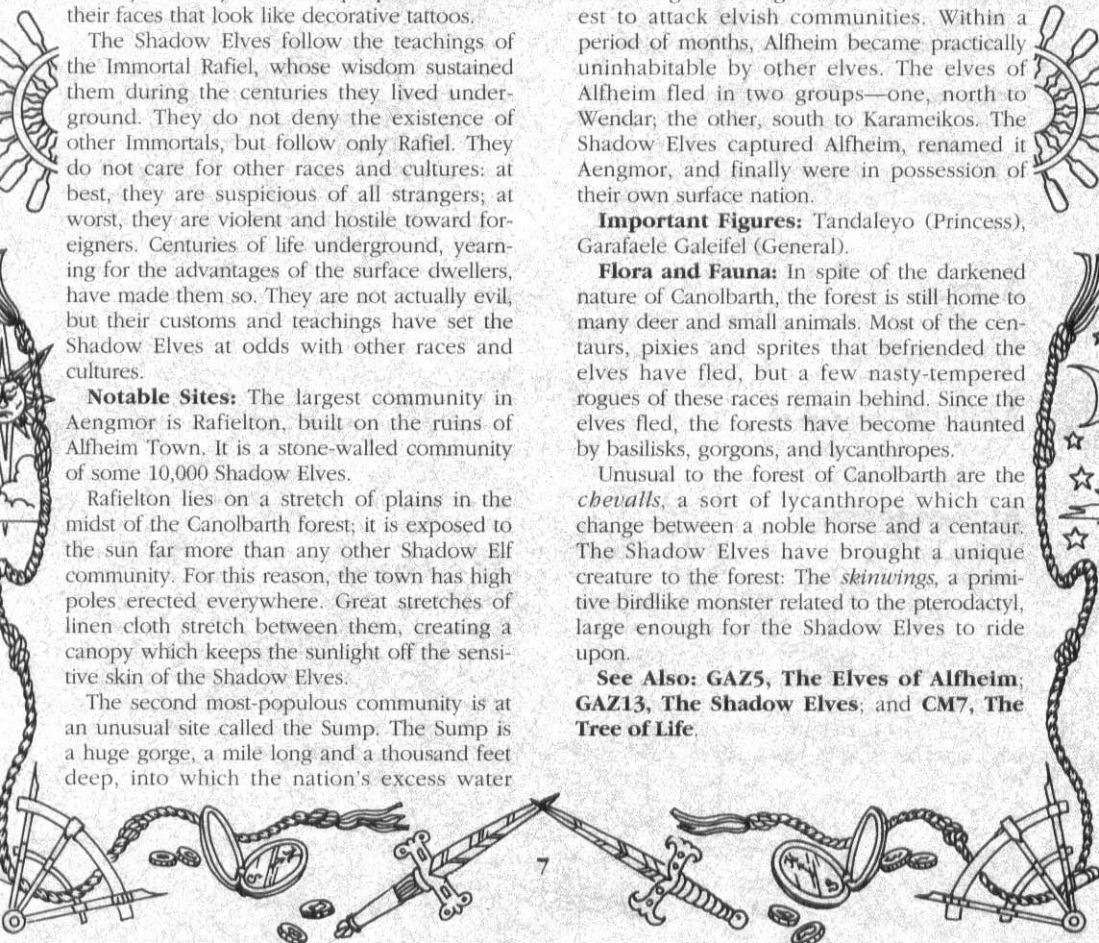 their faces that look like decorative tattoos.
The Shadow Elves follow the teachings of
the Immortal Rafiel, whose wisdom sustained
them during the centuries they lived under-
ground. They do not deny the existence of
other Immortals, but follow only Rafiel. They
do not care for other races and cultures: at
best, they are suspicious of all strangers; at
worst, they are violent and hostile toward for-
eigners. Centuries of life underground, yearn-
ing for the advantages of the surface dwellers,
have made them so. They are not actually evil,
but their customs and teachings have set the
Shadow Elves at odds with other races and
cultures.
Notable Sites: The largest community in
Aengmor is Rafielton, built on the ruins of
Alfheim Town. It is a stone-walled community
of some 10,000 Shadow Elves.
Rafielton lies on a stretch of plains in the
midst of the Canolbarth forest; it is exposed to
the sun far more than any other Shadow Elf
community. For this reason, the town has high
poles erected everywhere. Great stretches of
linen cloth stretch between them, creating a
canopy which keeps the sunlight off the sensi-
tive skin of the Shadow Elves.
The second most-populous community is at
an unusual site called the Sump. The Sump is
a huge gorge, a mile long and a thousand feet
deep, into which the nation's excess water
est to attack elvish communities. Within a
period of months, Alfheim became practically
uninhabitable by other elves. The elves of
Alfheim fled in two groups—one, north to
Wendar; the other, south to Karameikos. The
Shadow Elves captured Alfheim, renamed it
Aengmor, and finally were in possession of
their own surface nation.
Important Figures: Tandaleyo (Princess),
Garafaele Galeifel (General).
Flora and Fauna: In spite of the darkened
nature of Canolbarth, the forest is still home to
many deer and small animals. Most of the cen-
taurs, pixies and sprites that befriended the
elves have fled, but a few nasty-tempered
rogues of these races remain behind. Since the
elves fled, the forests have become haunted
by basilisks, gorgons, and lycanthropes.
Unusual to the forest of Canolbarth are the
chevalls, a sort of lycanthrope which can
change between a noble horse and a centaur.
The Shadow Elves have brought a unique
creature to the forest: The skinwings, a primi-
tive birdlike monster related to the pterodactyl,
large enough for the Shadow Elves to ride
upon.
See Also: GAZ5, The Elves of Alfheim;
GAZ13, The Shadow Elves; and CM7, The
Tree of Life.
7